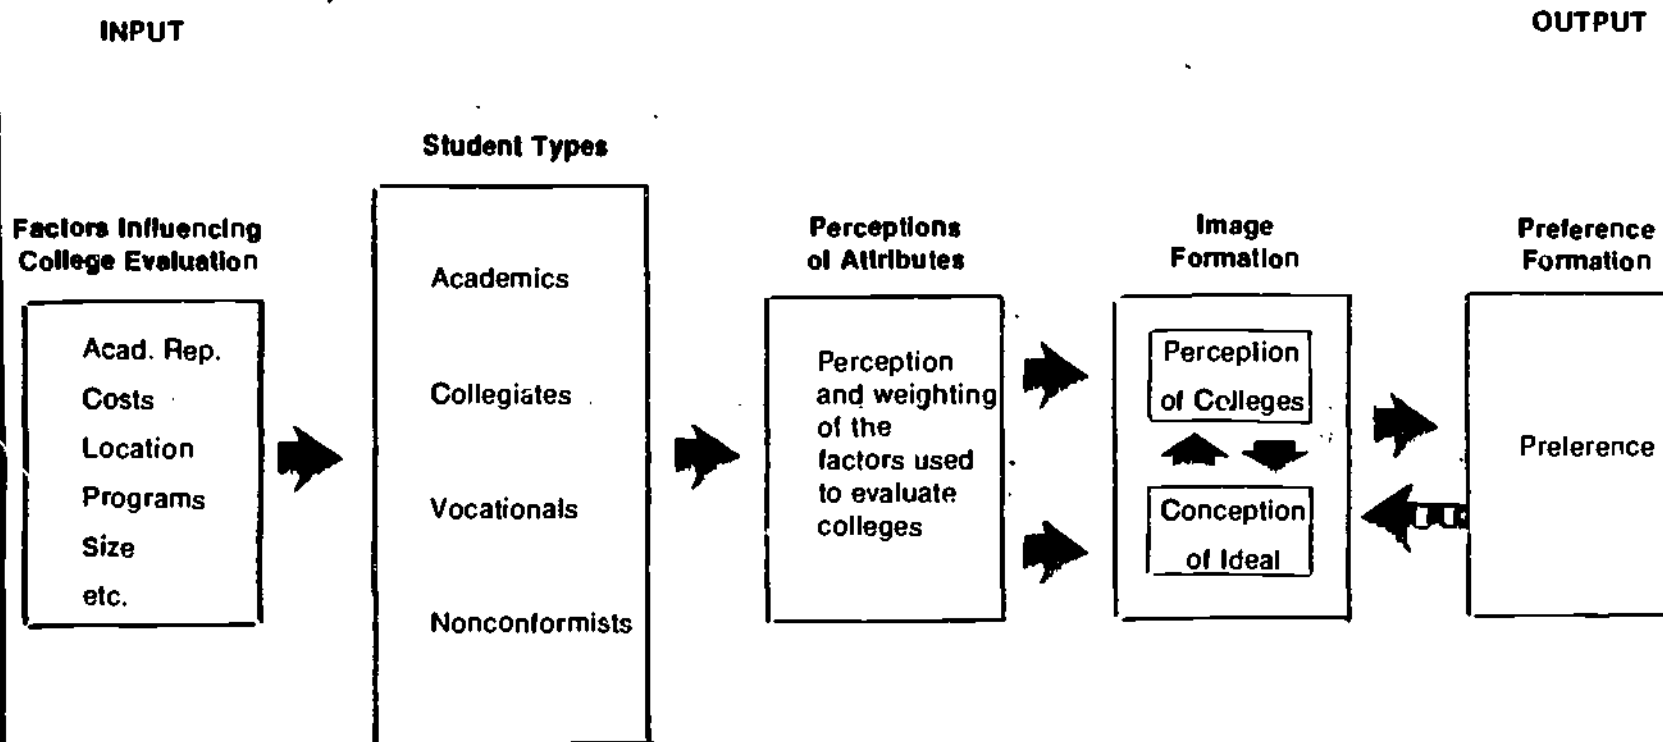 INPUT
OUTPUT
Student Types
Factors Influencing
College Evaluation
Acad. Rep.
Costs
Location
Programs
Size
etc.
Academics
Collegiates
Vocationals
Nonconformists
Perceptions
of Attributes
Perception
and weighting
of the
factors used
to evaluate
colleges
Image
Formation
Perception
of Colleges
Conception
of Ideal
Preference
Formation
Preference